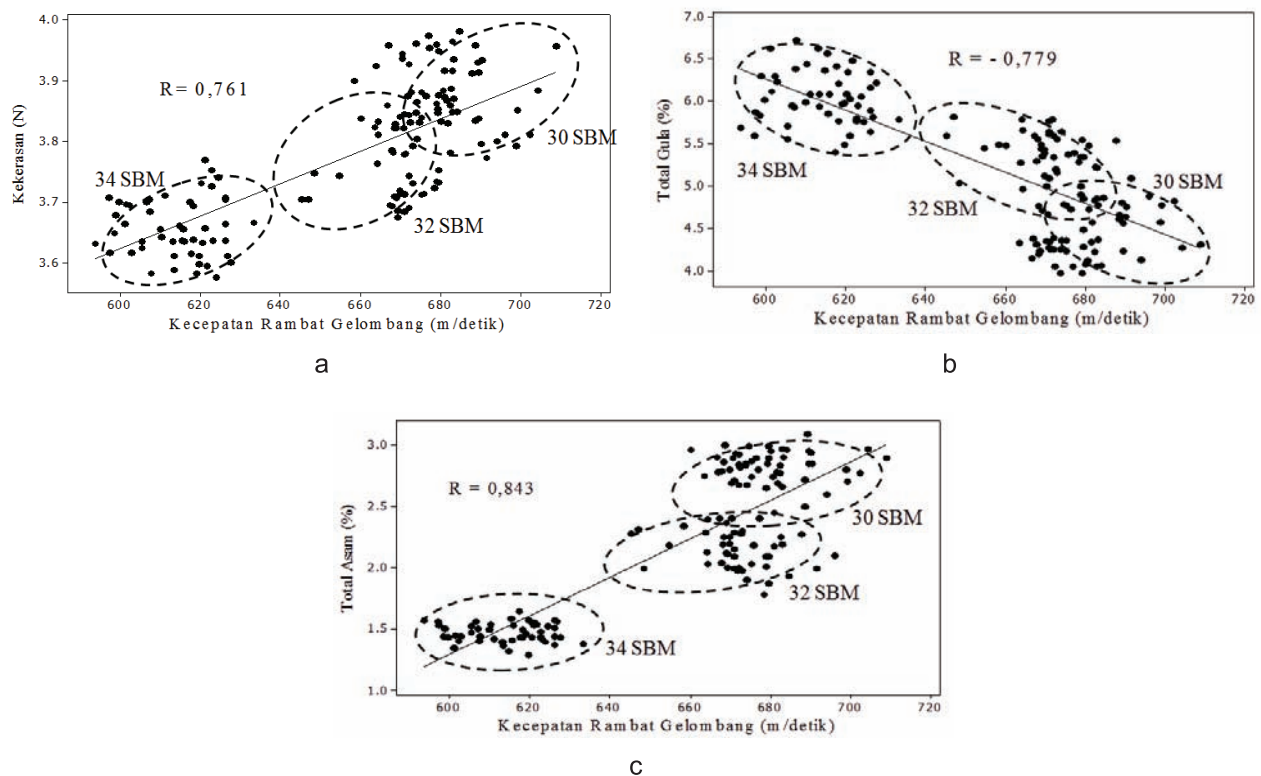 4.0
3.9
3.8
3.7
3.6
Kekerasan (N)
R= 0,761
34 SBM
30 SBM
32 SBM
600 620 640 660 680 700 720
Kecepatan Rambat Gelombang (m/detik)
a
7.0
6.5
6.0
5.5
5.0
4.5
4.0
Total Gula (%)
R = - 0,779
34 SBM
30 SBM
32 SBM
600 620 640 660 680 700 720
Kecepatan Rambat Gelombang (m/detik)
b
3.0
2.5
2.0
1.5
1.0
Total Asam (%)
R = 0,843
30 SBM
32 SBM
34 SBM
600 620 640 660 680 700 720
Kecepatan Rambat Gelombang (m/detik)
c